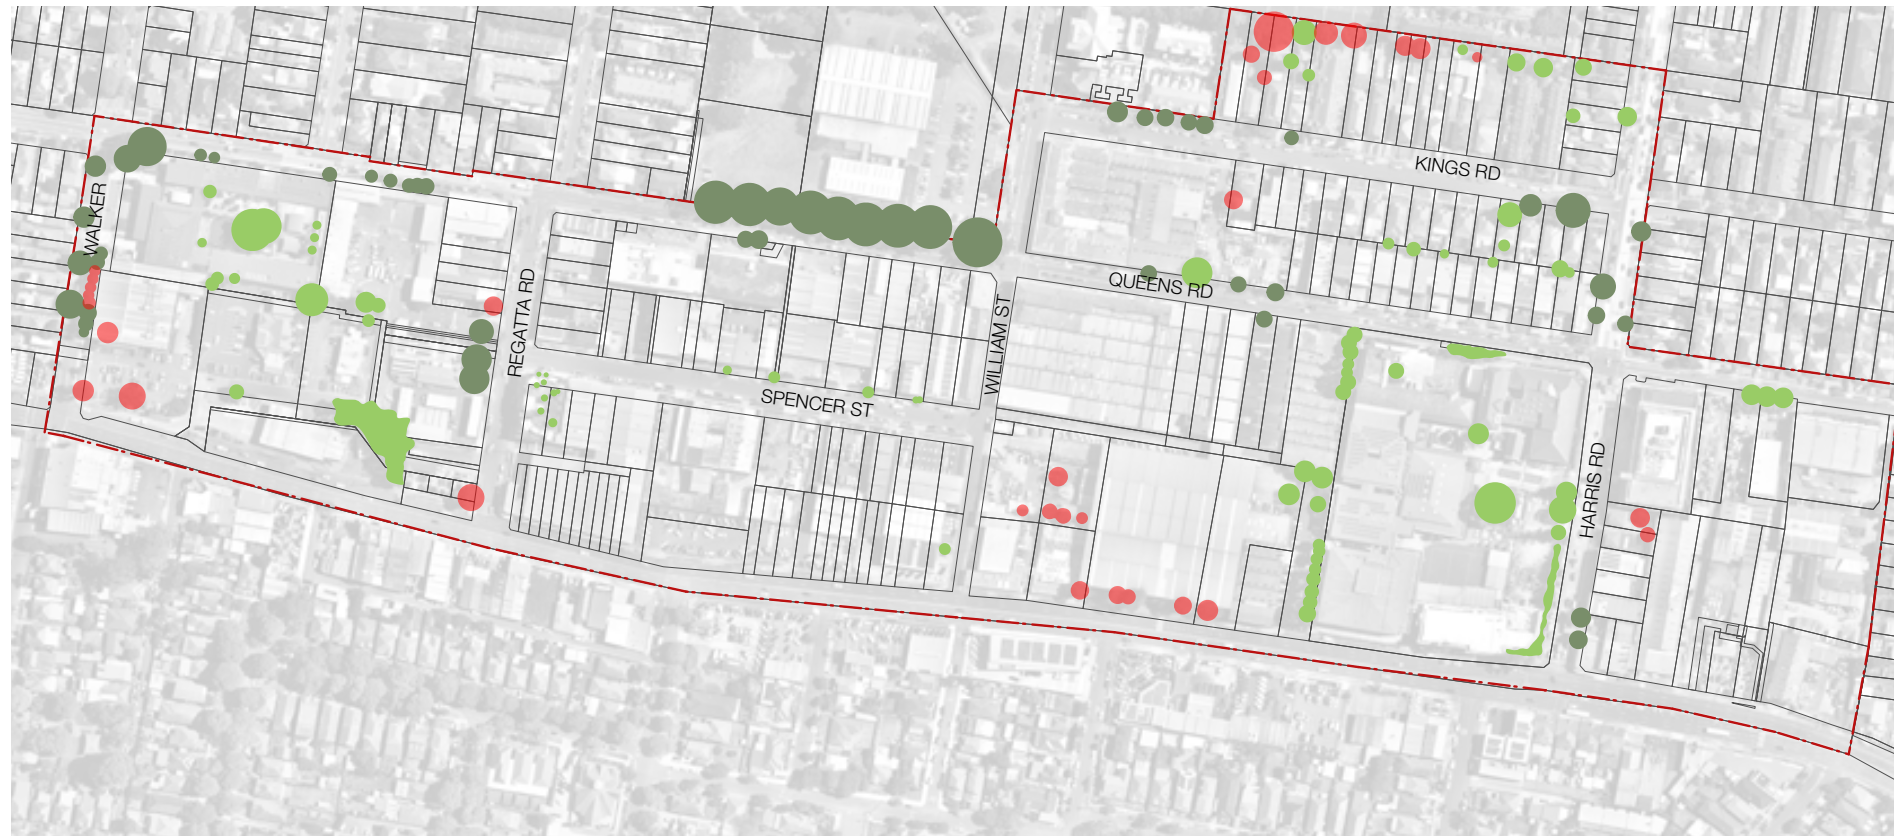 KINGS RD
WALKER
QUEENS RD
REGATTA RD
WILLIAM ST
SPENCER ST
HARRIS RD